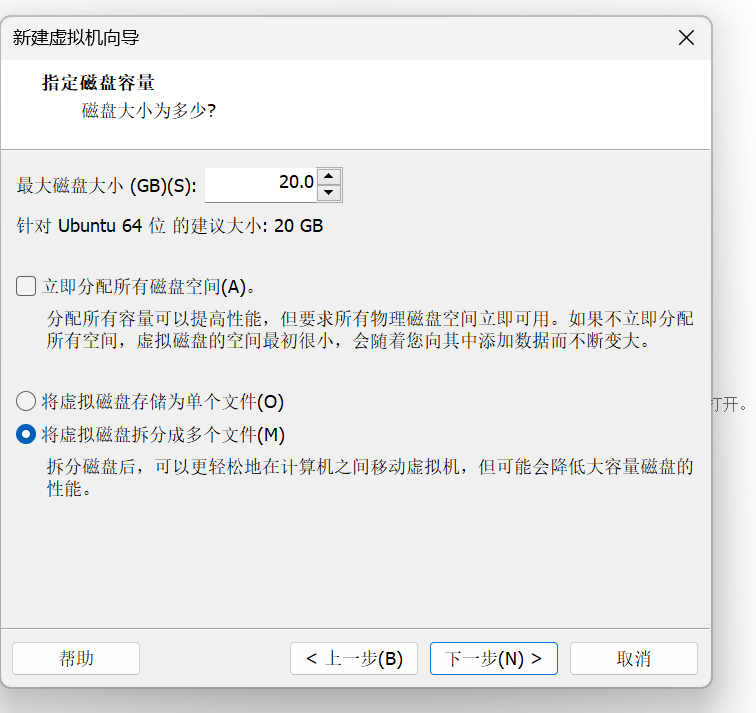 新建虚拟机向导
指定磁盘容量
磁盘大小为多少?
最大磁盘大小 (GB)(S): 20.0
针对 Ubuntu 64 位 的建议大小: 20 GB
立即分配所有磁盘空间(A)。
分配所有容量可以提高性能，但要求所有物理磁盘空间立即可用。如果不立即分配
所有空间，虚拟磁盘的空间最初很小，会随着您向其中添加数据而不断变大。
打开。
将虚拟磁盘存储为单个文件(O)
将虚拟磁盘拆分成多个文件(M)
拆分磁盘后，可以更轻松地在计算机之间移动虚拟机，但可能会降低大容量磁盘的
性能。
帮助 < 上一步(B) 下一步(N) > 取消